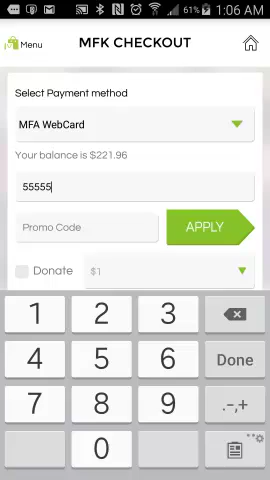 61% 1:06 AM
Menu MFK CHECKOUT
Select Payment method
MFA WebCard
Your balance is $221.96
55555
Promo Code APPLY
Donate $1
1 2 3
4 5 6 Done
7 8 9 .-,+
0